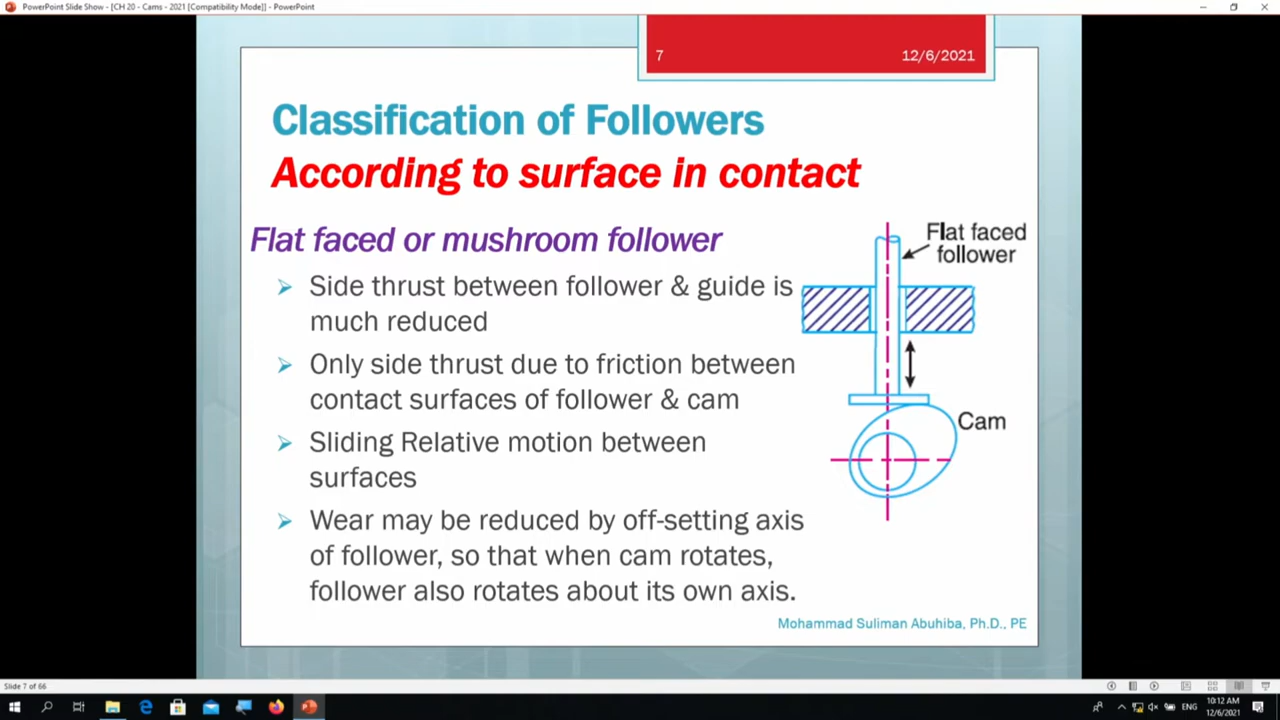 PowerPoint Slide Show - [CH 20 - Cams - 2021 [Compatibility Mode]] - PowerPoint
7
12/6/2021
Classification of Followers
According to surface in contact
Flat faced or mushroom follower
Side thrust between follower & guide is
much reduced
Only side thrust due to friction between
contact surfaces of follower & cam
Sliding Relative motion between
surfaces
Wear may be reduced by off-setting axis
of follower, so that when cam rotates,
follower also rotates about its own axis.
Flat faced
follower
Cam
Mohammad Suliman Abuhiba, Ph.D., PE
Slide 7 of 66
ENG
10:12 AM
12/6/2021